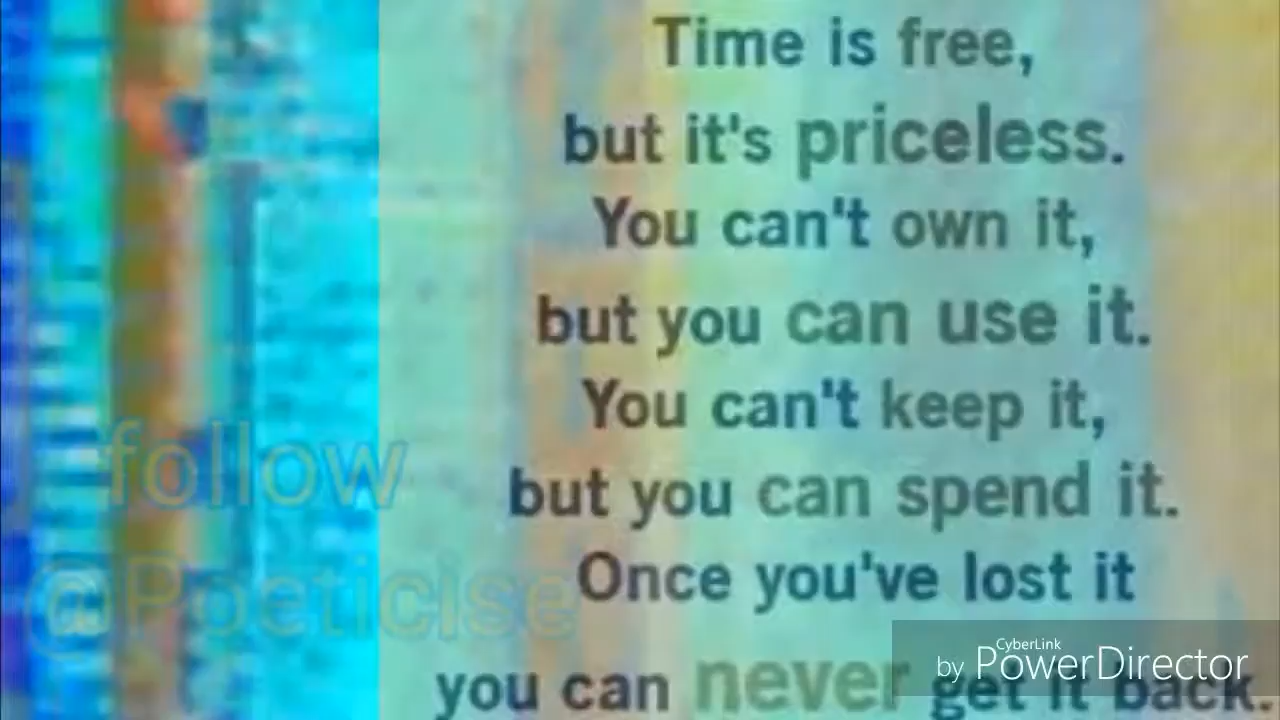 Time is free,
but it's priceless.
You can't own it,
but you can use it.
You can't keep it,
but you can spend it.
Once you've lost it
you can never get it back.
follow
@Poeticise
CyberLink
by PowerDirector